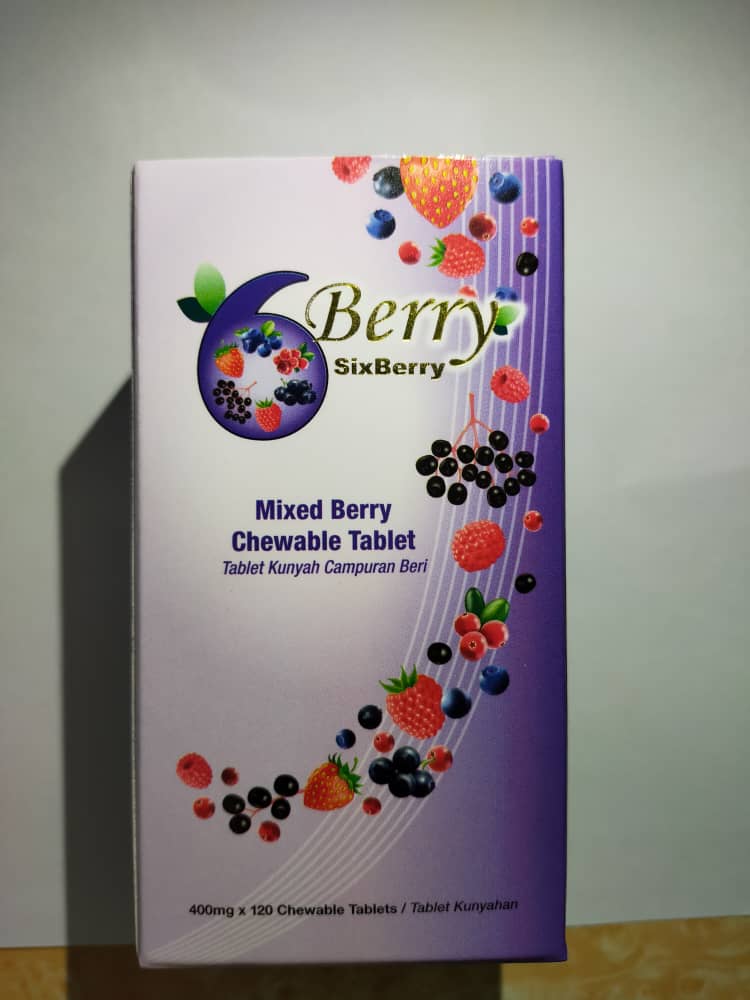 6 Berry
SixBerry
Mixed Berry
Chewable Tablet
Tablet Kunyah Campuran Beri
400mg x 120 Chewable Tablets / Tablet Kunyahan